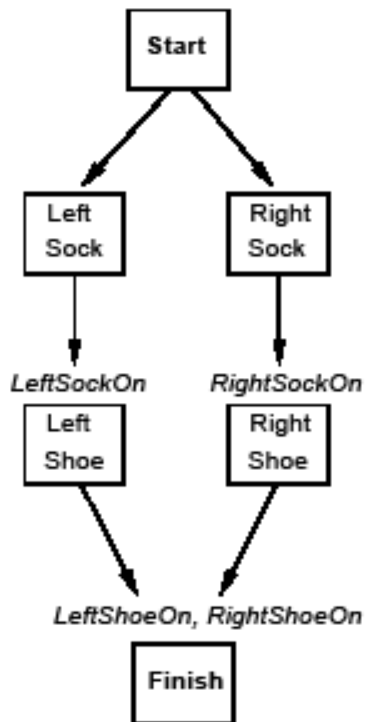 Start
Left
Sock
Right
Sock
LeftSockOn
RightSockOn
Left
Shoe
Right
Shoe
LeftShoeOn, RightShoeOn
Finish